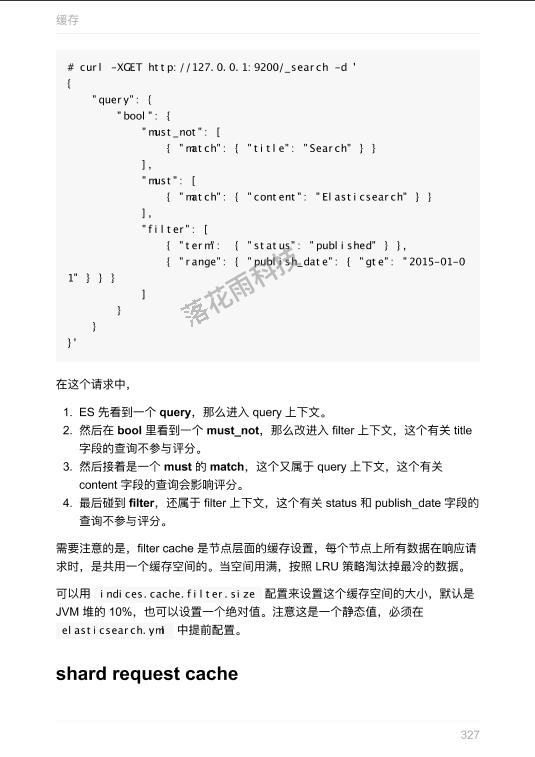 缓存
# curl -XGET http://127.0.0.1:9200/_search -d '
{
    "query": {
        "bool": {
            "must_not": [
                { "match": { "title": "Search" } }
            ],
            "must": [
                { "match": { "content": "Elasticsearch" } }
            ],
            "filter": [
                { "term":  { "status": "published" } },
                { "range": { "publish_date": { "gte": "2015-01-0
1" } } }
            ]
        }
    }
}'
落花雨科技
在这个请求中，
1. ES 先看到一个 query，那么进入 query 上下文。
2. 然后在 bool 里看到一个 must_not，那么改进入 filter 上下文，这个有关 title
字段的查询不参与评分。
3. 然后接着是一个 must 的 match，这个又属于 query 上下文，这个有关
content 字段的查询会影响评分。
4. 最后碰到 filter，还属于 filter 上下文，这个有关 status 和 publish_date 字段的
查询不参与评分。
需要注意的是，filter cache 是节点层面的缓存设置，每个节点上所有数据在响应请
求时，是共用一个缓存空间的。当空间用满，按照 LRU 策略淘汰掉最冷的数据。
可以用 indices.cache.filter.size 配置来设置这个缓存空间的大小，默认是
JVM 堆的 10%，也可以设置一个绝对值。注意这是一个静态值，必须在
elasticsearch.yml 中提前配置。
shard request cache
327